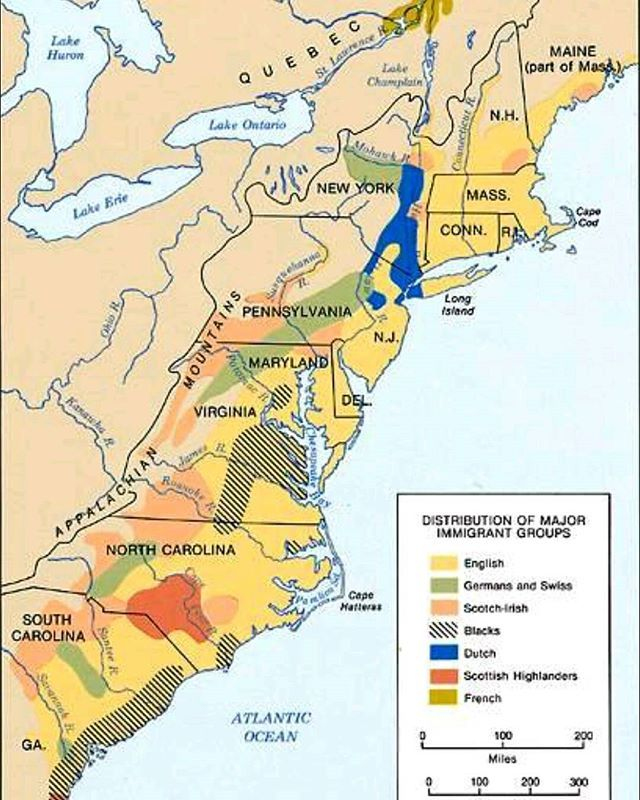 Lake
Huron
QUEBEC
St. Lawrence R.
Lake
Champlain
MAINE
(part of Mass.)
Lake Ontario
N.H.
Connecticut R.
Mohawk R.
NEW YORK
MASS.
Lake Erie
CONN.
R.I.
Cape
Cod
Susquehanna
R.
Long
Island
PENNSYLVANIA
Ohio R.
N.J.
MARYLAND
Potomac R.
DEL.
VIRGINIA
Kanawha R.
James R.
Chesapeake Bay
Roanoke R.
APPALACHIAN MOUNTAINS
NORTH CAROLINA
Pamlico
Cape
Hatteras
SOUTH
CAROLINA
Santee R.
Savannah R.
GA.
ATLANTIC
OCEAN
DISTRIBUTION OF MAJOR
IMMIGRANT GROUPS
English
Germans and Swiss
Scotch-Irish
Blacks
Dutch
Scottish Highlanders
French
0 100 200
Miles
0 100 200 300